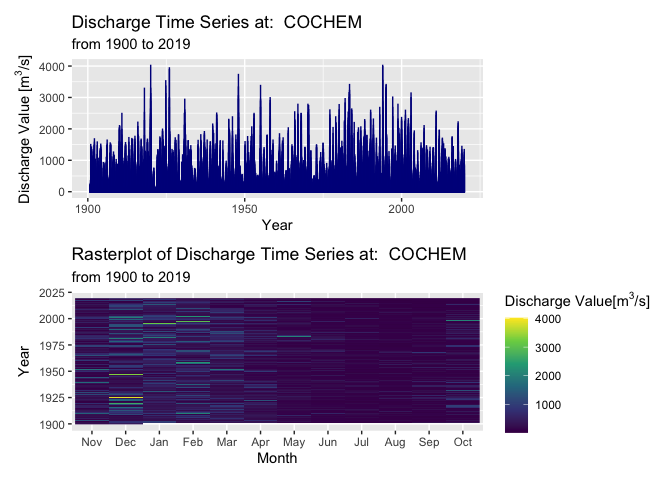 Discharge Time Series at:  COCHEM
from 1900 to 2019
Discharge Value [m³/s]
4000
3000
2000
1000
0
1900
1950
2000
Year
Rasterplot of Discharge Time Series at:  COCHEM
from 1900 to 2019
Year
2025
2000
1975
1950
1925
1900
Nov
Dec
Jan
Feb
Mar
Apr
May
Jun
Jul
Aug
Sep
Oct
Month
Discharge Value[m³/s]
4000
3000
2000
1000